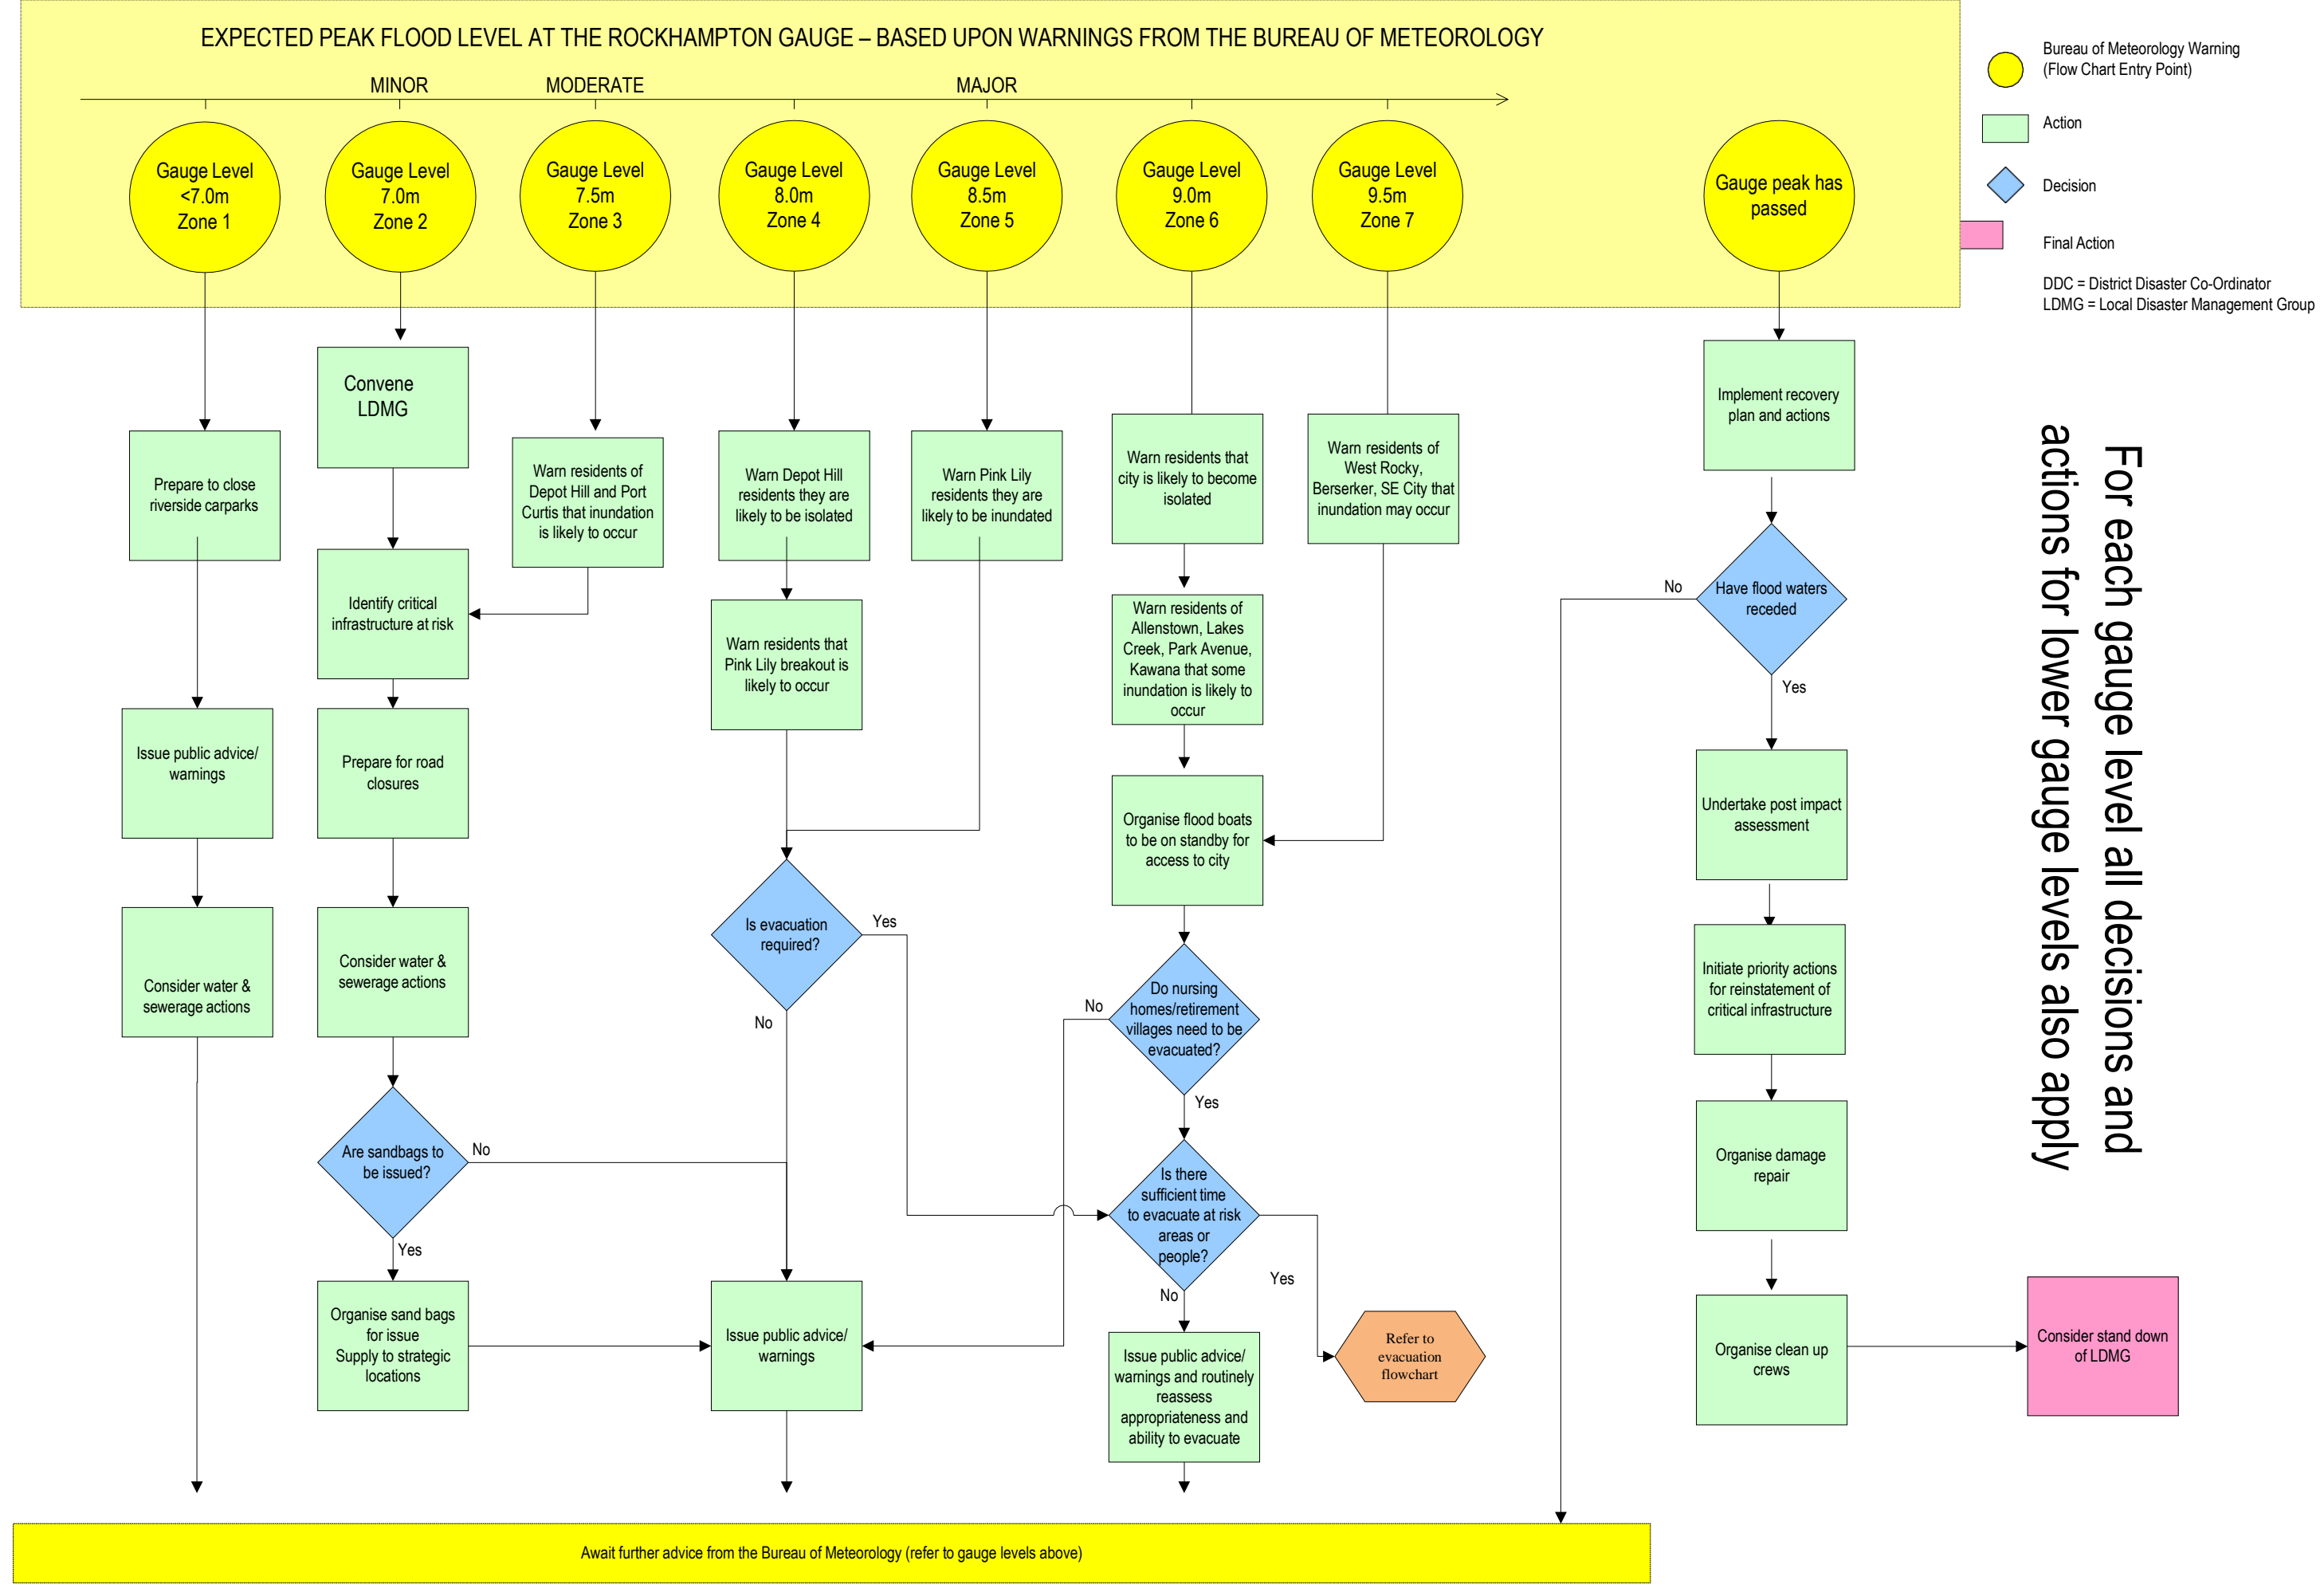 EXPECTED PEAK FLOOD LEVEL AT THE ROCKHAMPTON GAUGE – BASED UPON WARNINGS FROM THE BUREAU OF METEOROLOGY
MINOR
MODERATE
MAJOR
Gauge Level
<7.0m
Zone 1
Gauge Level
7.0m
Zone 2
Gauge Level
7.5m
Zone 3
Gauge Level
8.0m
Zone 4
Gauge Level
8.5m
Zone 5
Gauge Level
9.0m
Zone 6
Gauge Level
9.5m
Zone 7
Gauge peak has
passed
Bureau of Meteorology Warning
(Flow Chart Entry Point)
Action
Decision
Final Action
DDC = District Disaster Co-Ordinator
LDMG = Local Disaster Management Group
Prepare to close
riverside carparks
Issue public advice/
warnings
Consider water &
sewerage actions
Convene
LDMG
Identify critical
infrastructure at risk
Prepare for road
closures
Consider water &
sewerage actions
Are sandbags to
be issued?
No
Yes
Organise sand bags
for issue
Supply to strategic
locations
Warn residents of
Depot Hill and Port
Curtis that inundation
is likely to occur
Warn Depot Hill
residents they are
likely to be isolated
Warn residents that
Pink Lily breakout is
likely to occur
Is evacuation
required?
Yes
No
Issue public advice/
warnings
Warn Pink Lily
residents they are
likely to be inundated
Warn residents that
city is likely to become
isolated
Warn residents of
Allenstown, Lakes
Creek, Park Avenue,
Kawana that some
inundation is likely to
occur
Organise flood boats
to be on standby for
access to city
Do nursing
homes/retirement
villages need to be
evacuated?
No
Yes
Is there
sufficient time
to evacuate at risk
areas or
people?
Yes
No
Issue public advice/
warnings and routinely
reassess
appropriateness and
ability to evacuate
Refer to
evacuation
flowchart
Warn residents of
West Rocky,
Berserker, SE City that
inundation may occur
Implement recovery
plan and actions
Have flood waters
receded
No
Yes
Undertake post impact
assessment
Initiate priority actions
for reinstatement of
critical infrastructure
Organise damage
repair
Organise clean up
crews
Consider stand down
of LDMG
For each gauge level all decisions and
actions for lower gauge levels also apply
Await further advice from the Bureau of Meteorology (refer to gauge levels above)